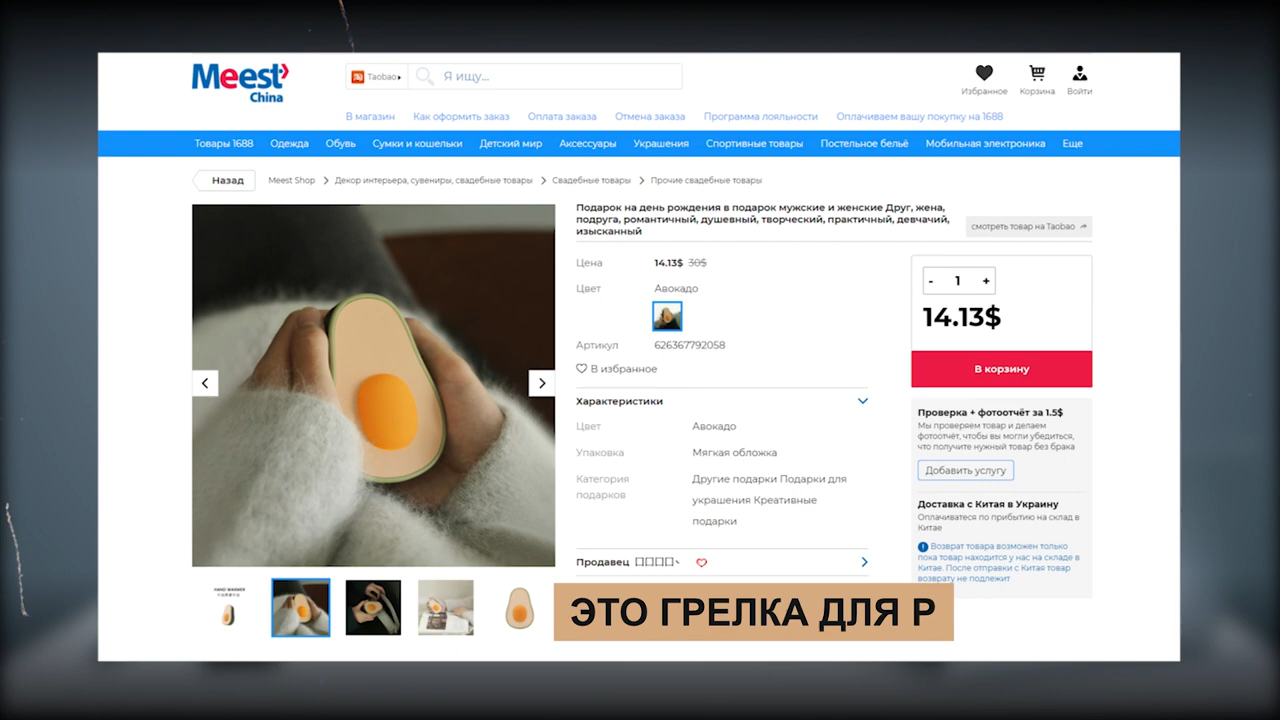 Meest
China
Taobao
Я ищу...
Избранное
Корзина
Войти
В магазин
Как оформить заказ
Оплата заказа
Отмена заказа
Программа лояльности
Оплачиваем вашу покупку на 1688
Товары 1688
Одежда
Обувь
Сумки и кошельки
Детский мир
Аксессуары
Украшения
Спортивные товары
Постельное бельё
Мобильная электроника
Еще
Назад
Meest Shop
Декор интерьера, сувениры, свадебные товары
Свадебные товары
Прочие свадебные товары
Подарок на день рождения в подарок мужские и женские Друг, жена,
подруга, романтичный, душевный, творческий, практичный, девчачий,
изысканный
смотреть товар на Taobao
Цена
14.13$ 30$
Цвет
Авокадо
Артикул
626367792058
В избранное
Характеристики
Цвет
Авокадо
Упаковка
Мягкая обложка
Категория
подарков
Другие подарки Подарки для
украшения Креативные
подарки
Продавец
- 1 +
14.13$
В корзину
Проверка + фотоотчёт за 1.5$
Мы проверяем товар и делаем
фотоотчёт, чтобы вы могли убедиться,
что получите нужный товар без брака
Добавить услугу
Доставка с Китая в Украину
Оплачиватеся по прибытию на склад в
Китае
Возврат товара возможен только
пока товар находится у нас на складе в
Китае. После отправки с Китая товар
возврату не подлежит
HAND WARMER
ЭТО ГРЕЛКА ДЛЯ Р